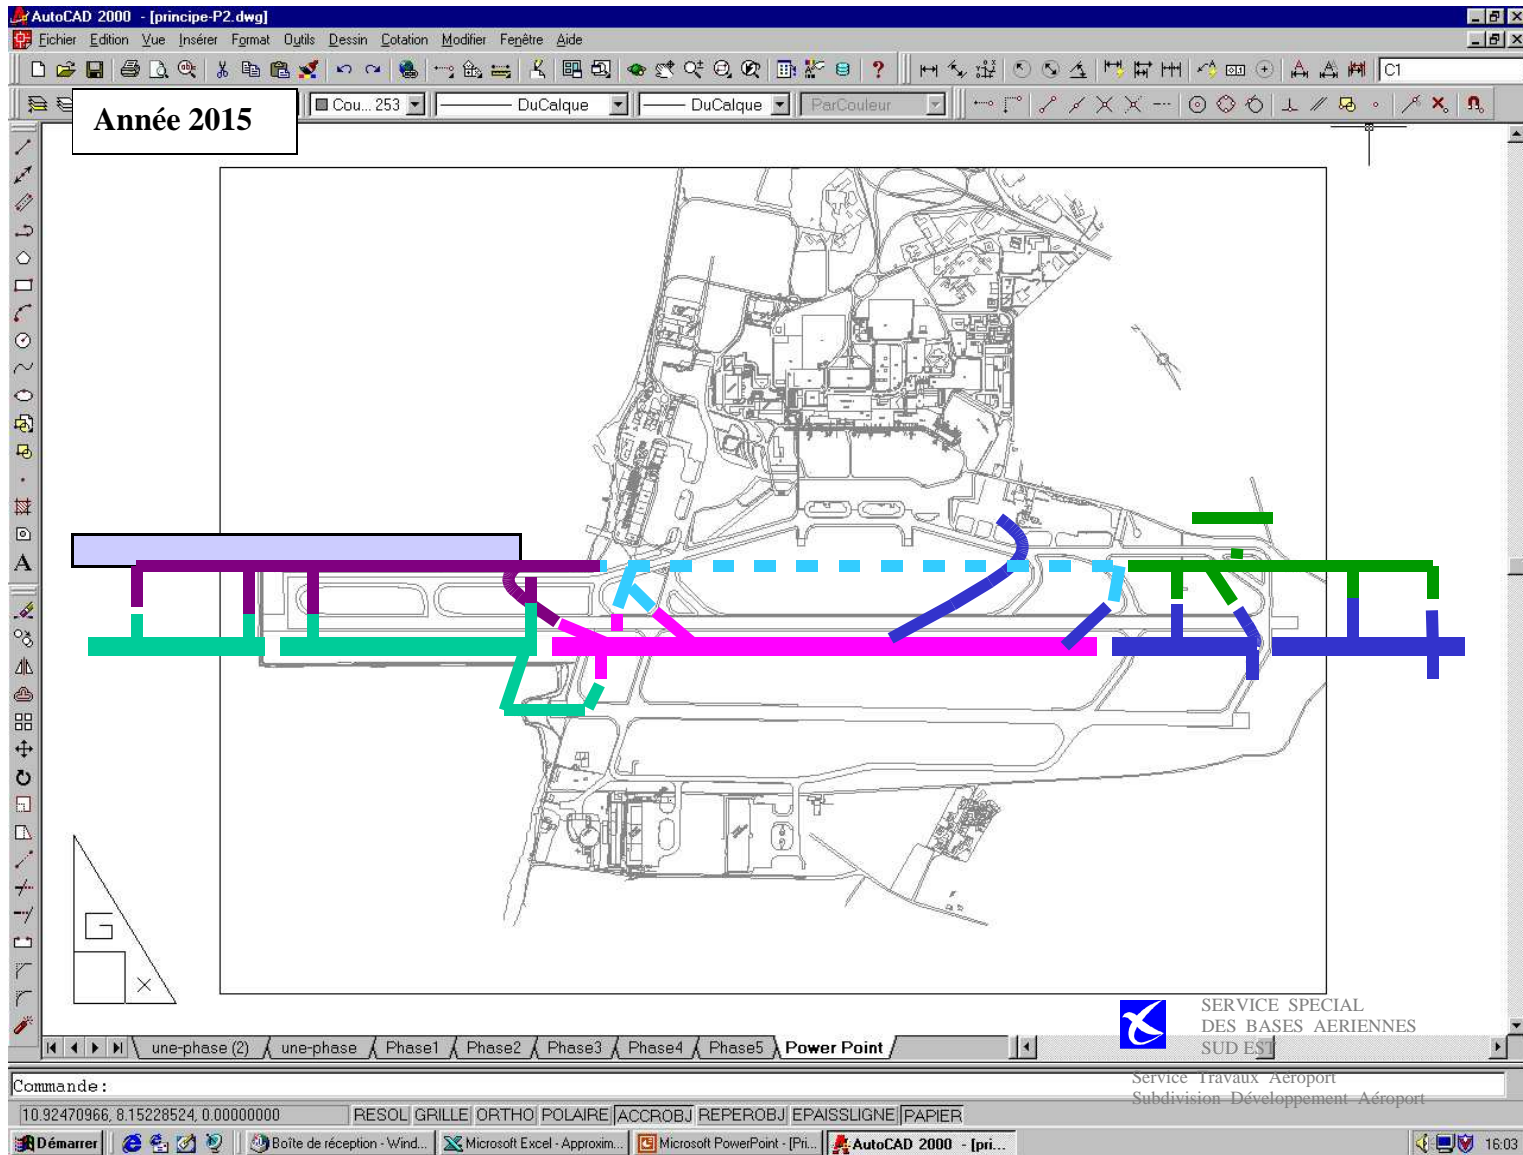 AutoCAD 2000 - [principe-P2.dwg]
Fichier Edition Vue Insérer Format Outils Dessin Cotation Modifier Fenêtre Aide
C1
Année 2015
Cou... 253
DuCalque
DuCalque
ParCouleur
A
N
G
X
SERVICE SPECIAL
DES BASES AERIENNES
SUD EST
Service Travaux Aéroport
Subdivision Développement Aéroport
une-phase (2) une-phase Phase1 Phase2 Phase3 Phase4 Phase5 Power Point
Commande:
10.92470966, 8.15228524, 0.00000000 RESOL GRILLE ORTHO POLAIRE ACCROBJ REPEROBJ EPAISSLIGNE PAPIER
Démarrer Boîte de réception - Wind... Microsoft Excel - Approxim... Microsoft PowerPoint - [Pri... AutoCAD 2000 - [pri... 16:03